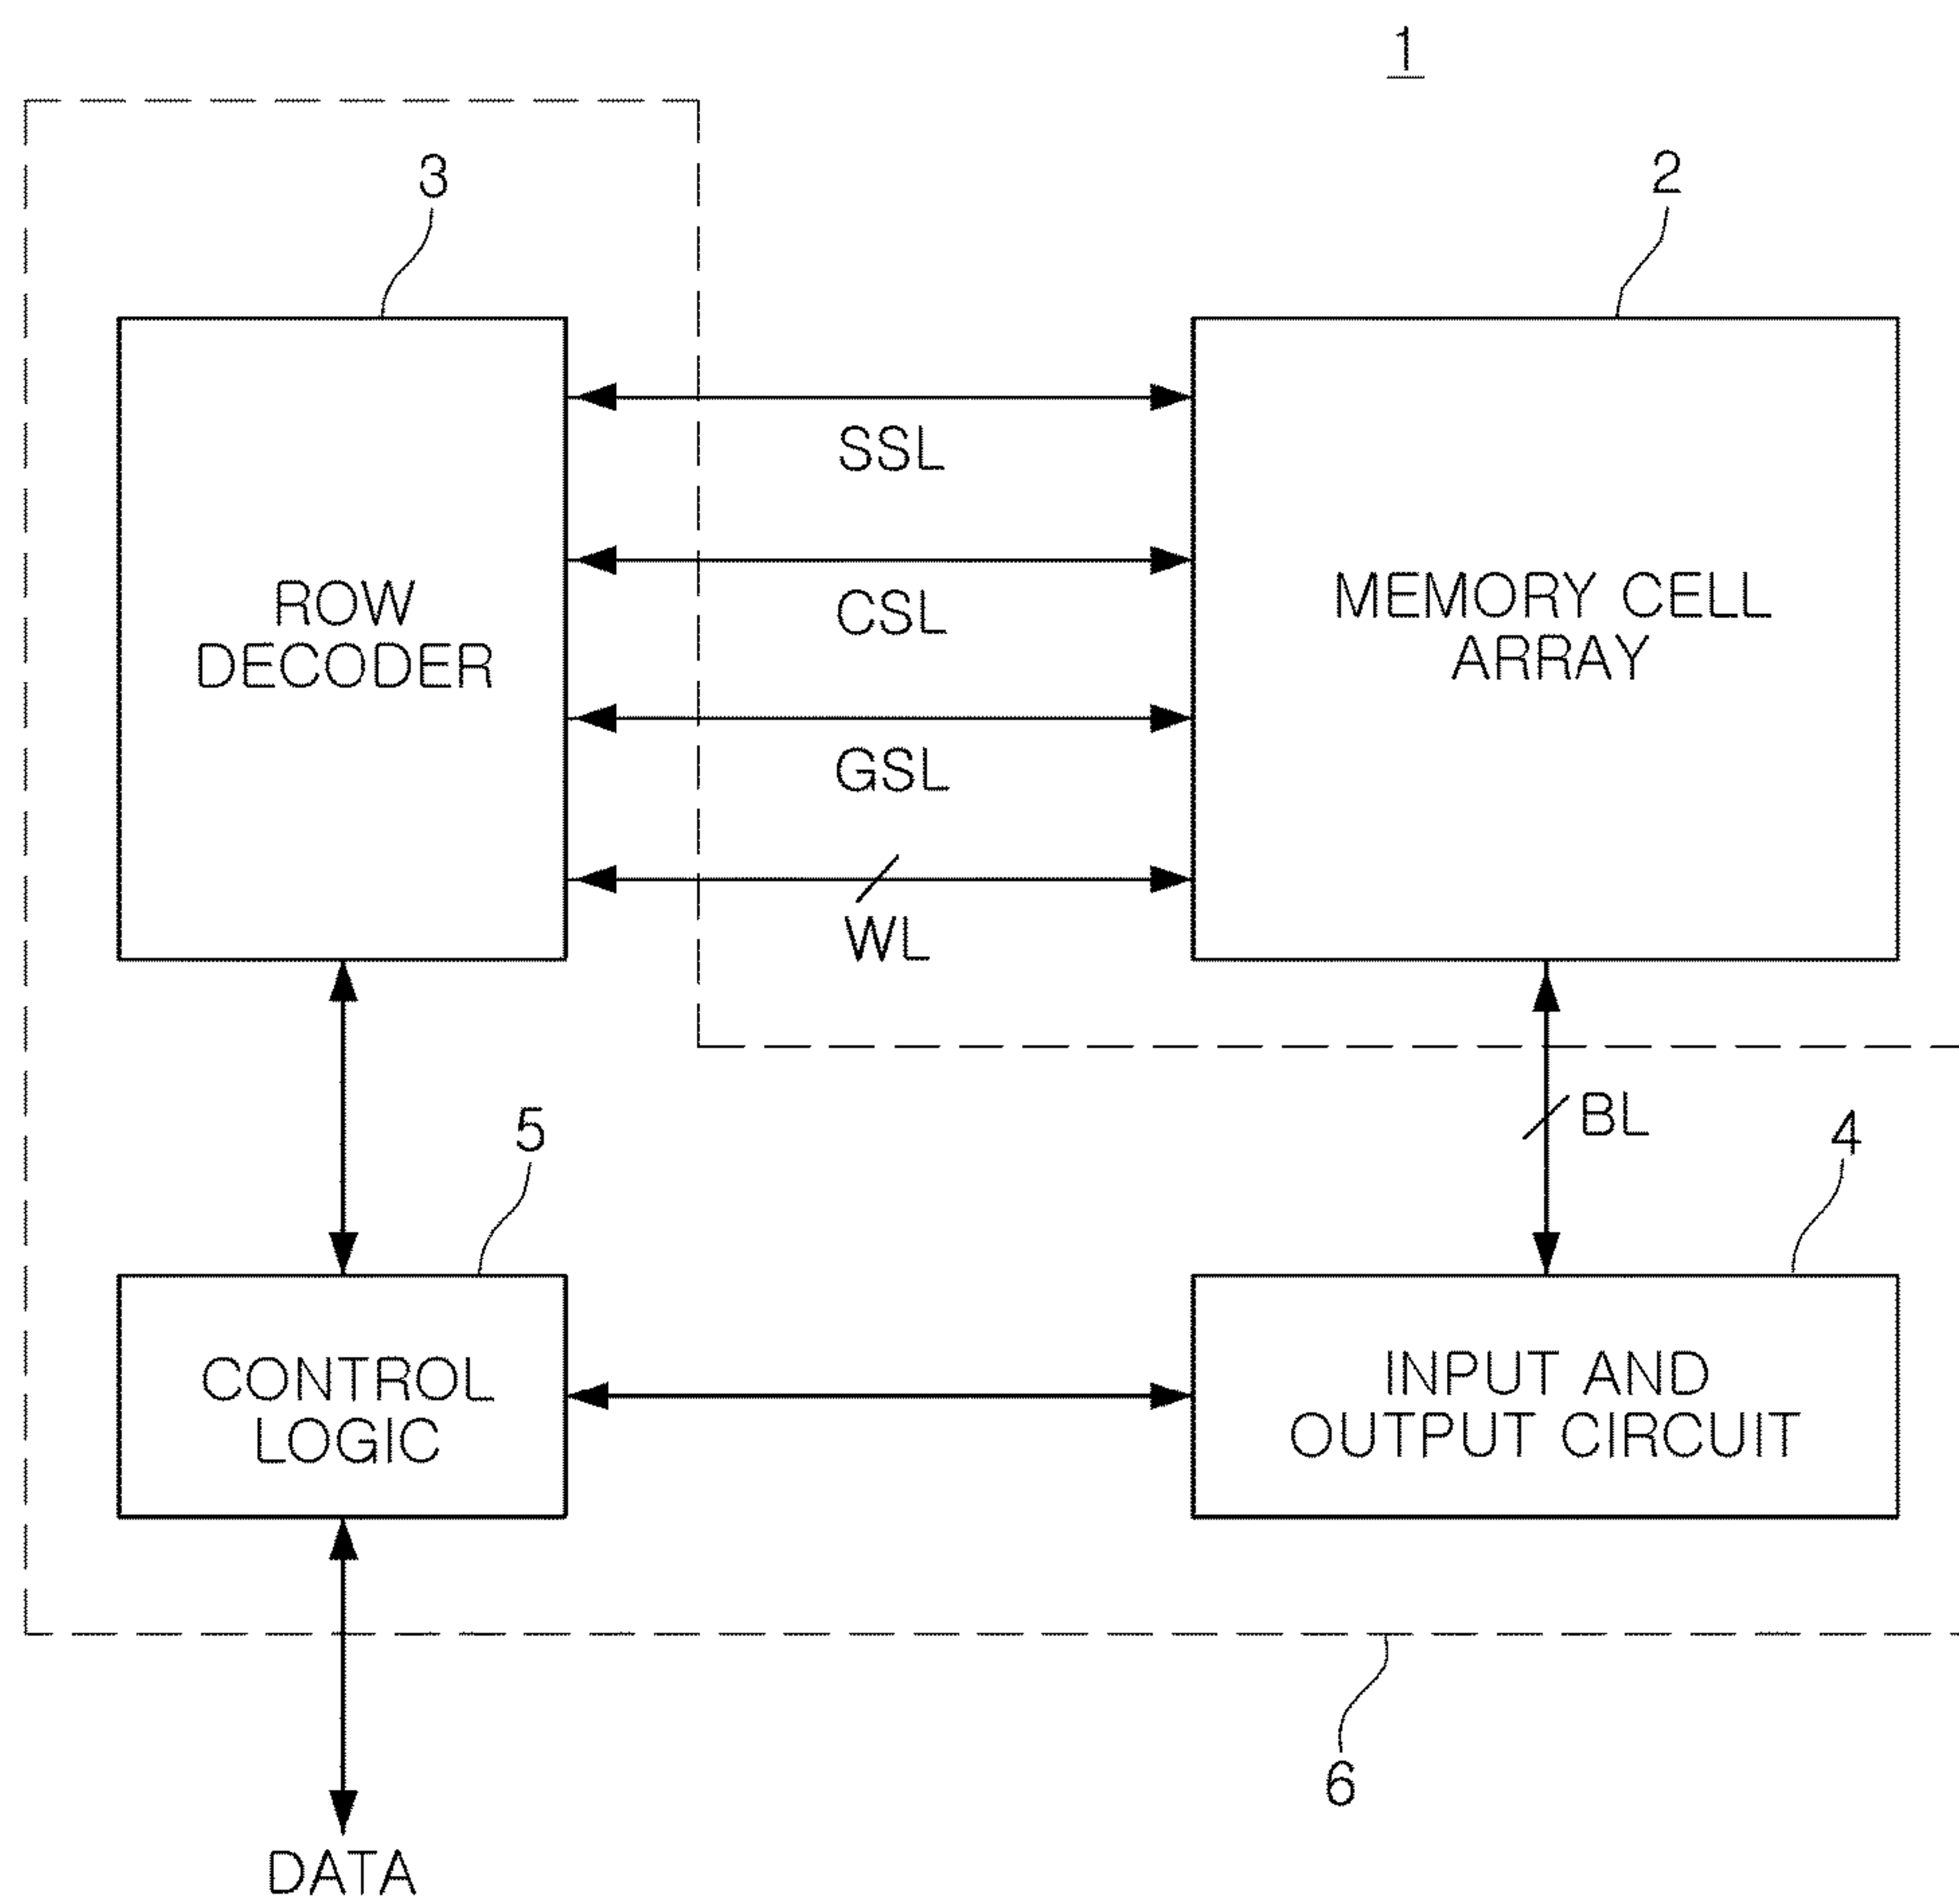 1
3
2
SSL
ROW
DECODER
CSL
MEMORY CELL
ARRAY
GSL
WL
5
BL
4
CONTROL
LOGIC
INPUT AND
OUTPUT CIRCUIT
6
DATA